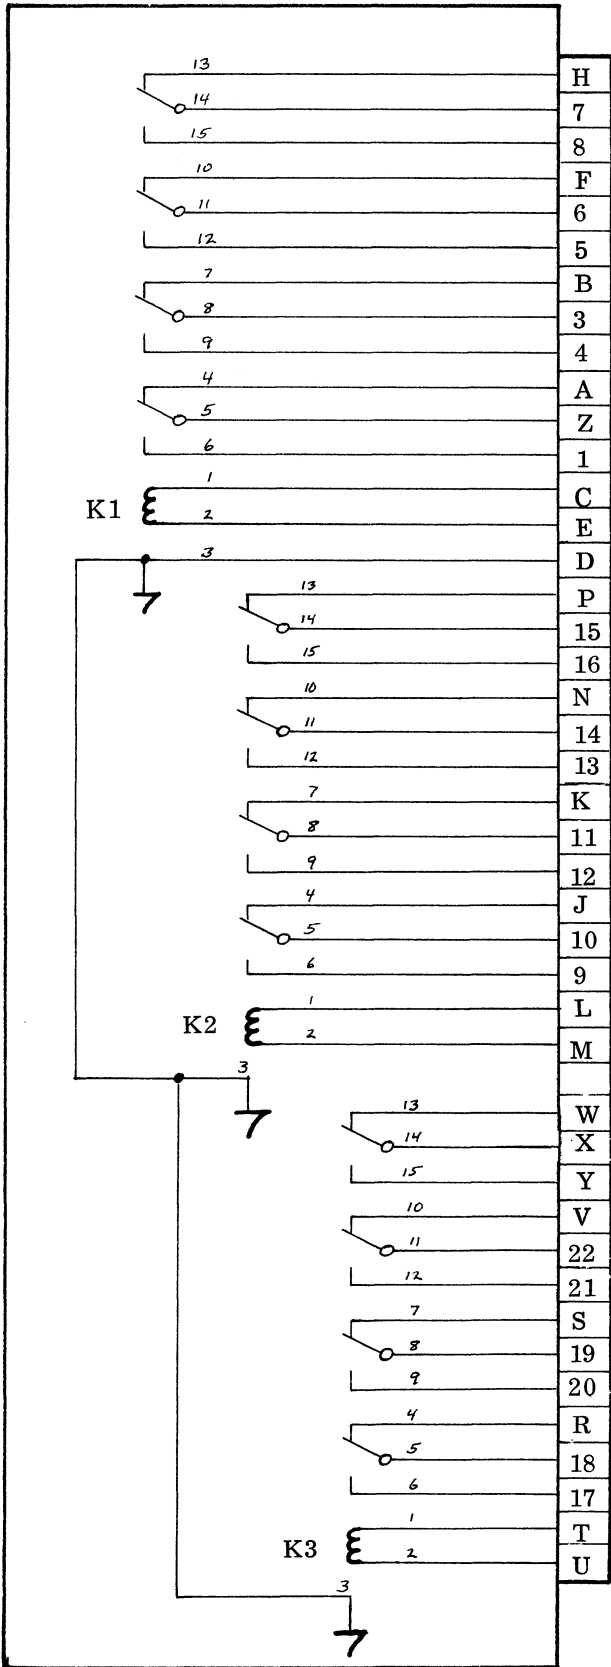 13 H
14 7
15 8
10 F
11 6
12 5
7 B
8 3
9 4
4 A
5 Z
6 1
1 C
K1
2 E
3 D
13 P
14 15
15 16
10 N
11 14
12 13
7 K
8 11
9 12
4 J
5 10
6 9
1 L
K2
2 M
3
13 W
14 X
15 Y
10 V
11 22
12 21
7 S
8 19
9 20
4 R
5 18
6 17
1 T
K3
2 U
3